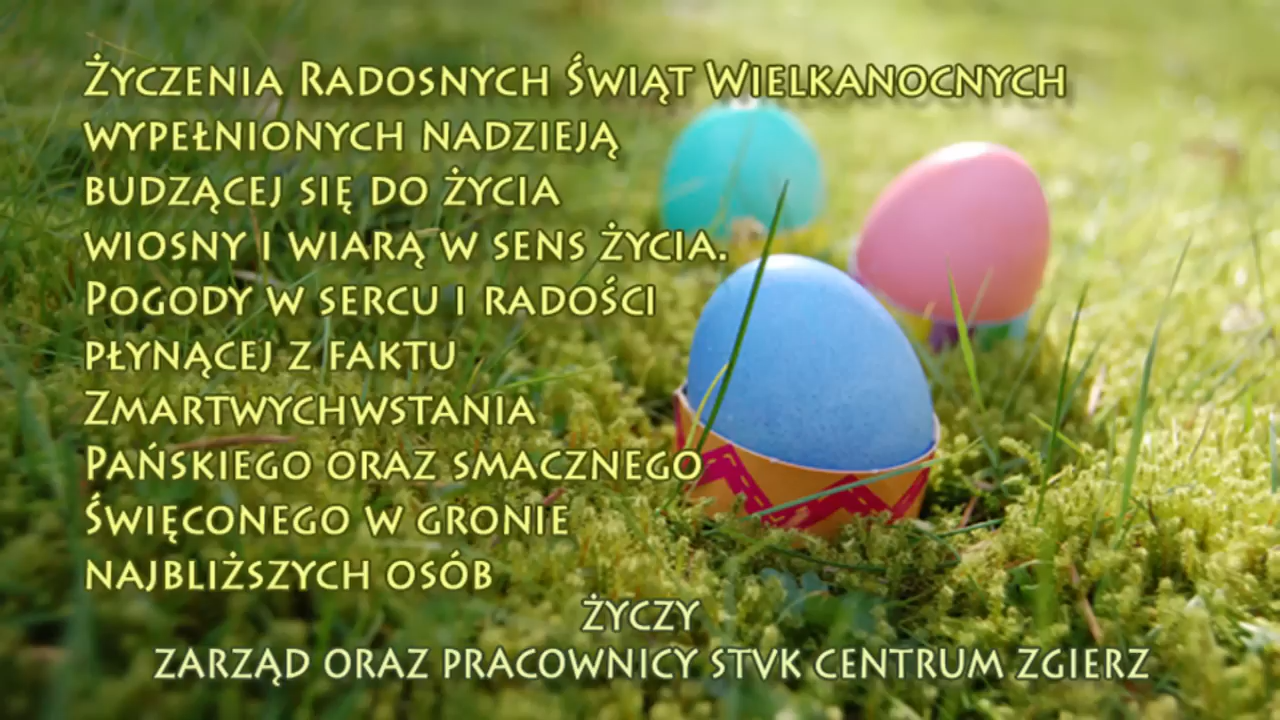 Życzenia Radosnych Świąt Wielkanocnych
wypełnionych nadzieją
budzącej się do życia
wiosny i wiarą w sens życia.
Pogody w sercu i radości
płynącej z faktu
Zmartwychwstania
Pańskiego oraz smacznego
Święconego w gronie
najbliższych osób
życzy
zarząd oraz pracownicy stvk centrum zgierz